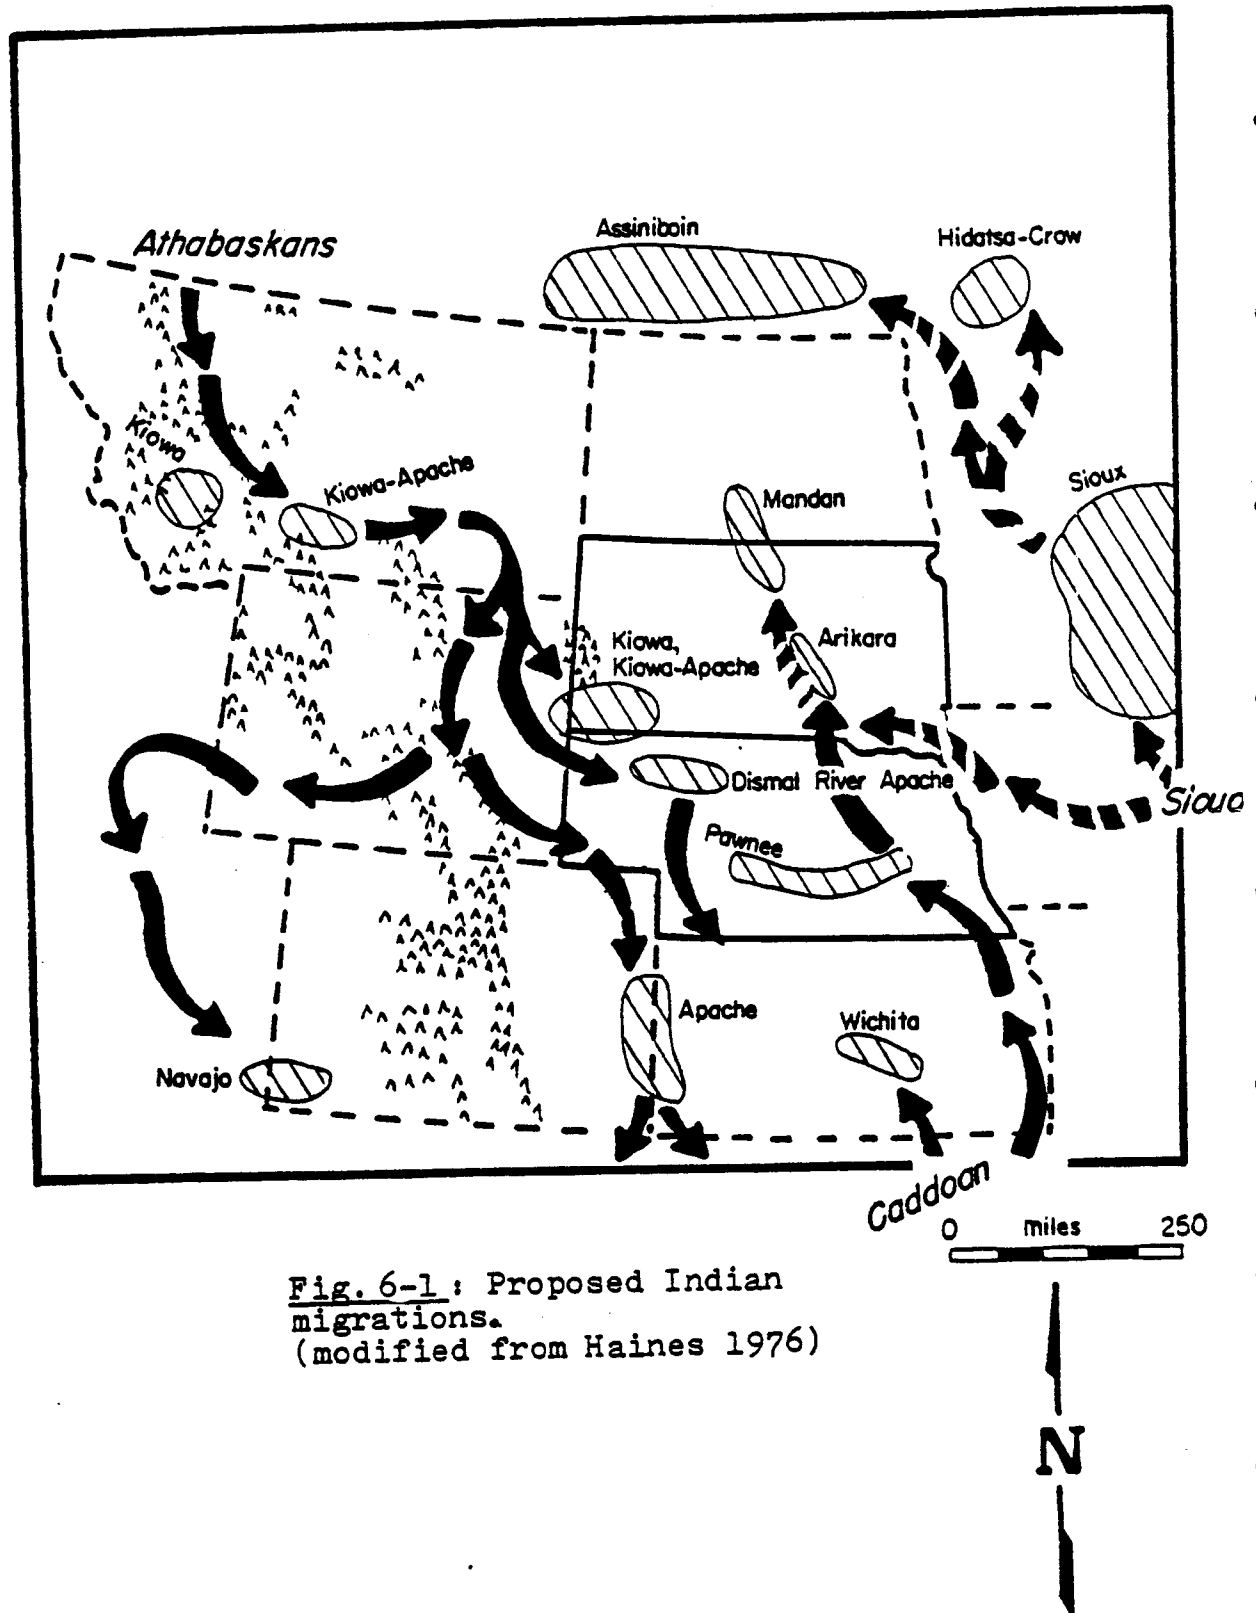 Assiniboin
Hidatsa-Crow
Athabaskans
Kiowa
Kiowa-Apache
Sioux
Mandan
Kiowa,
Kiowa-Apache
Arikara
Dismal River Apache
Sioua
Pawnee
Apache
Wichita
Navajo
Caddoan
0 miles 250
Fig. 6-1: Proposed Indian
migrations.
(modified from Haines 1976)
N